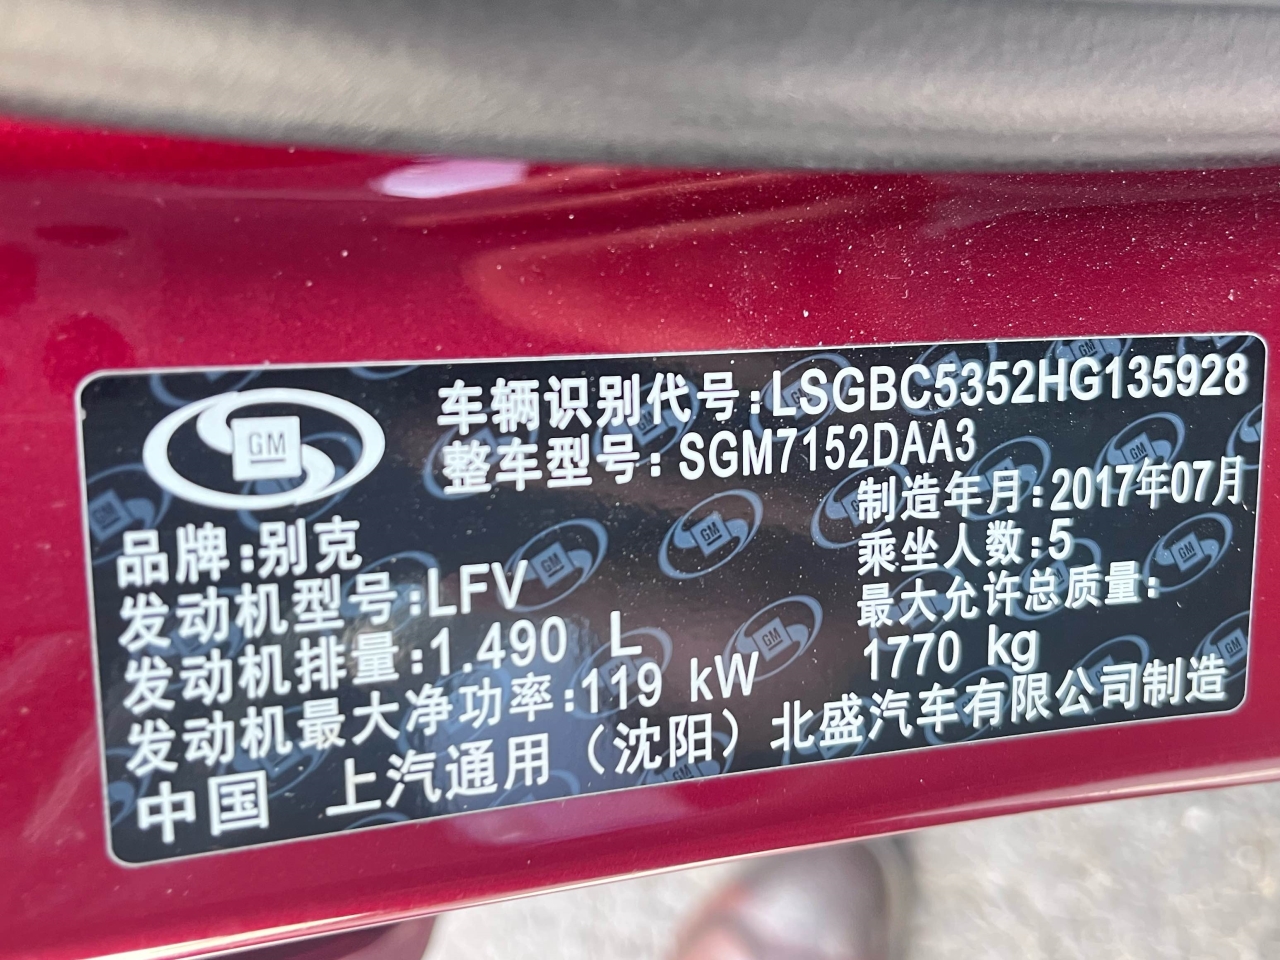 GM
车辆识别代号:LSGBC5352HG135928
整车型号:SGM7152DAA3
制造年月:2017年07月
品牌:别克
乘坐人数:5
发动机型号:LFV
最大允许总质量:
发动机排量:1.490 L
1770 kg
发动机最大净功率:119 kW
中国 上汽通用(沈阳)北盛汽车有限公司制造